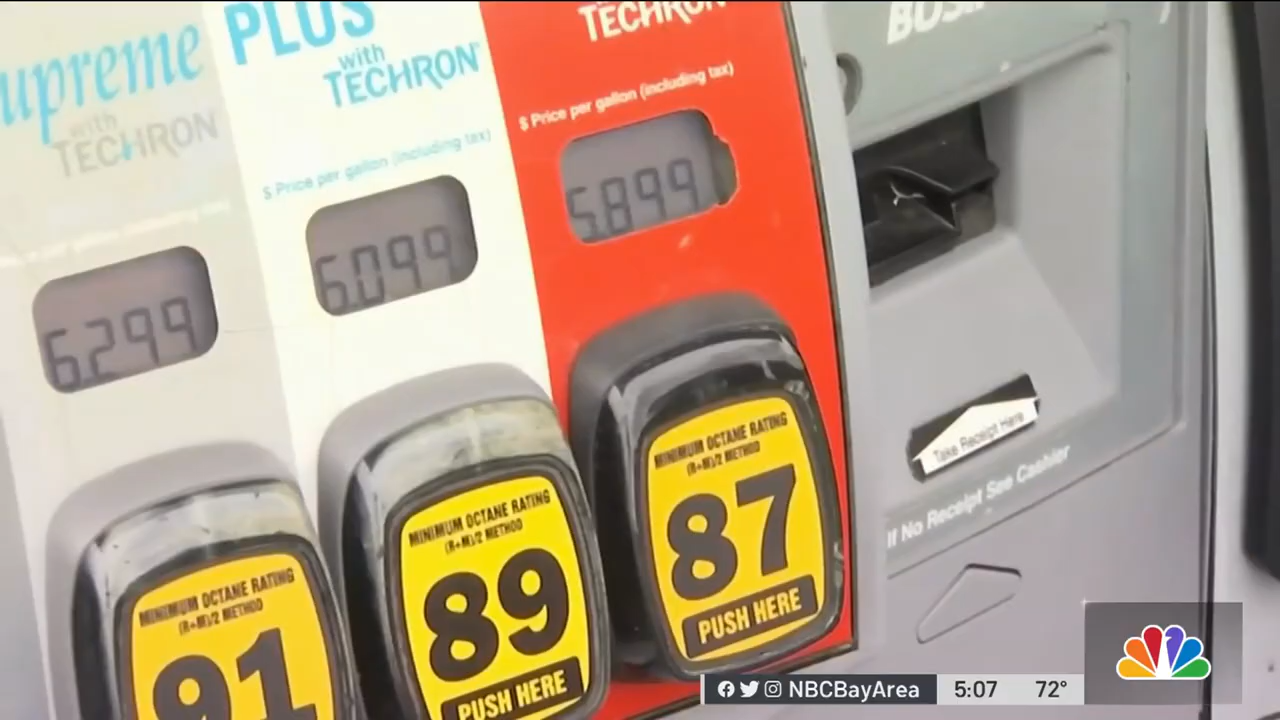 upreme
with
TECHRON
6.299
MINIMUM OCTANE RATING
(R+M)/2 METHOD
91
PLUS
with
TECHRON
$ Price per gallon (including tax)
6.099
MINIMUM OCTANE RATING
(R+M)/2 METHOD
89
PUSH HERE
TECHRON
$ Price per gallon (including tax)
5.899
MINIMUM OCTANE RATING
(R+M)/2 METHOD
87
PUSH HERE
Take Receipt Here
If No Receipt See Cashier
NBCBayArea 5:07 72°